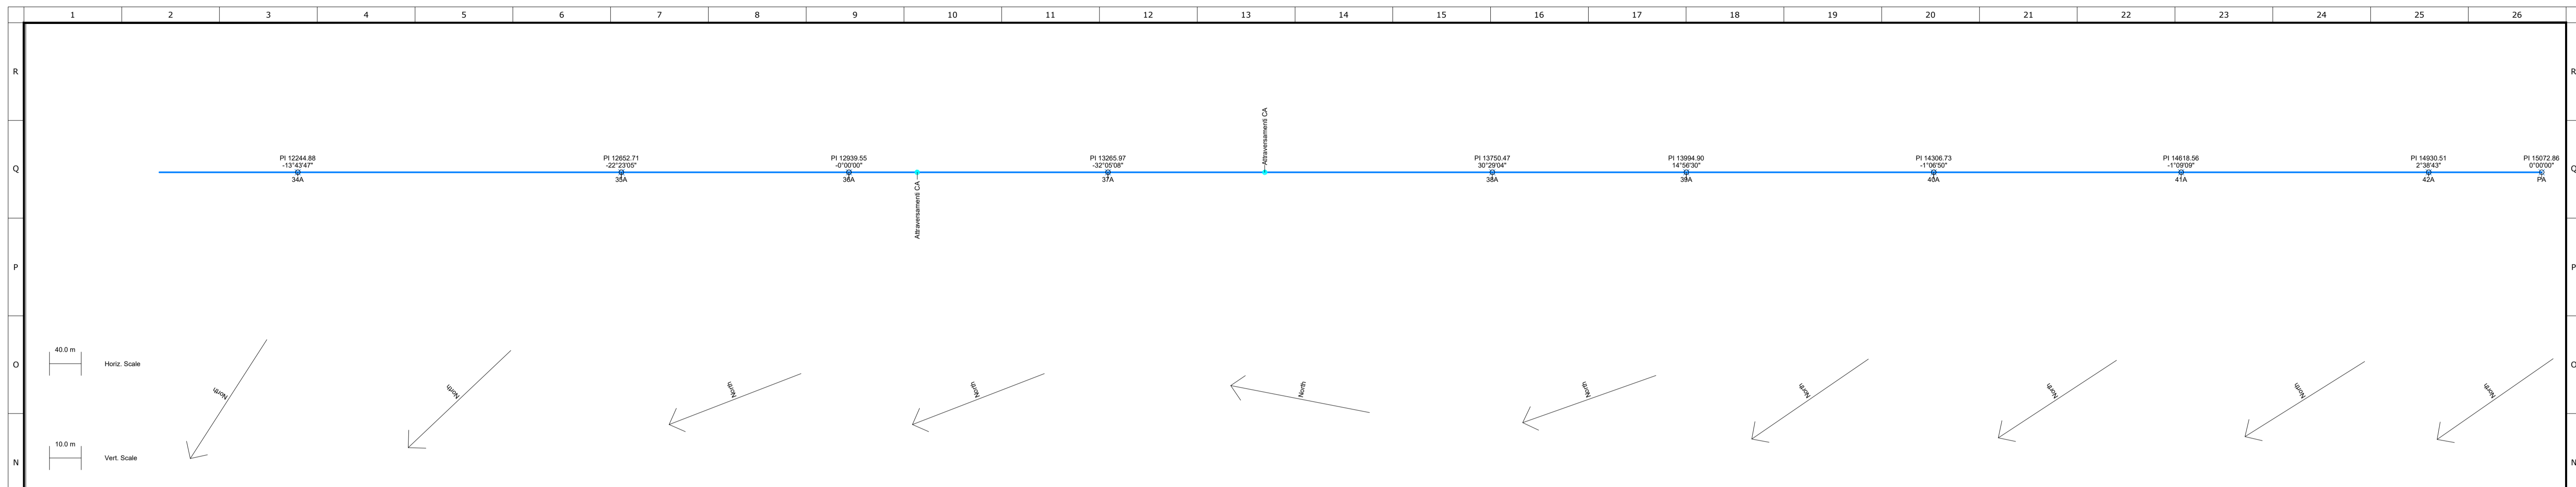 1 2 3 4 5 6 7 8 9 10 11 12 13 14 15 16 17 18 19 20 21 22 23 24 25 26
R R
Attraversamenti CA
PI 12244.88
-13°43'47"
34A
PI 12652.71
-22°23'05"
35A
PI 12939.55
-0°00'00"
36A
Attraversamenti CA
PI 13265.97
-32°05'08"
37A
PI 13750.47
30°29'04"
38A
PI 13994.90
14°56'30"
39A
PI 14306.73
-1°06'50"
40A
PI 14618.56
-1°09'09"
41A
PI 14930.51
2°38'43"
42A
PI 15072.86
0°00'00"
PA
Q Q
P P
40.0 m
Horiz. Scale
O O
North
North
North
North
North
North
North
North
North
North
10.0 m
Vert. Scale
N N